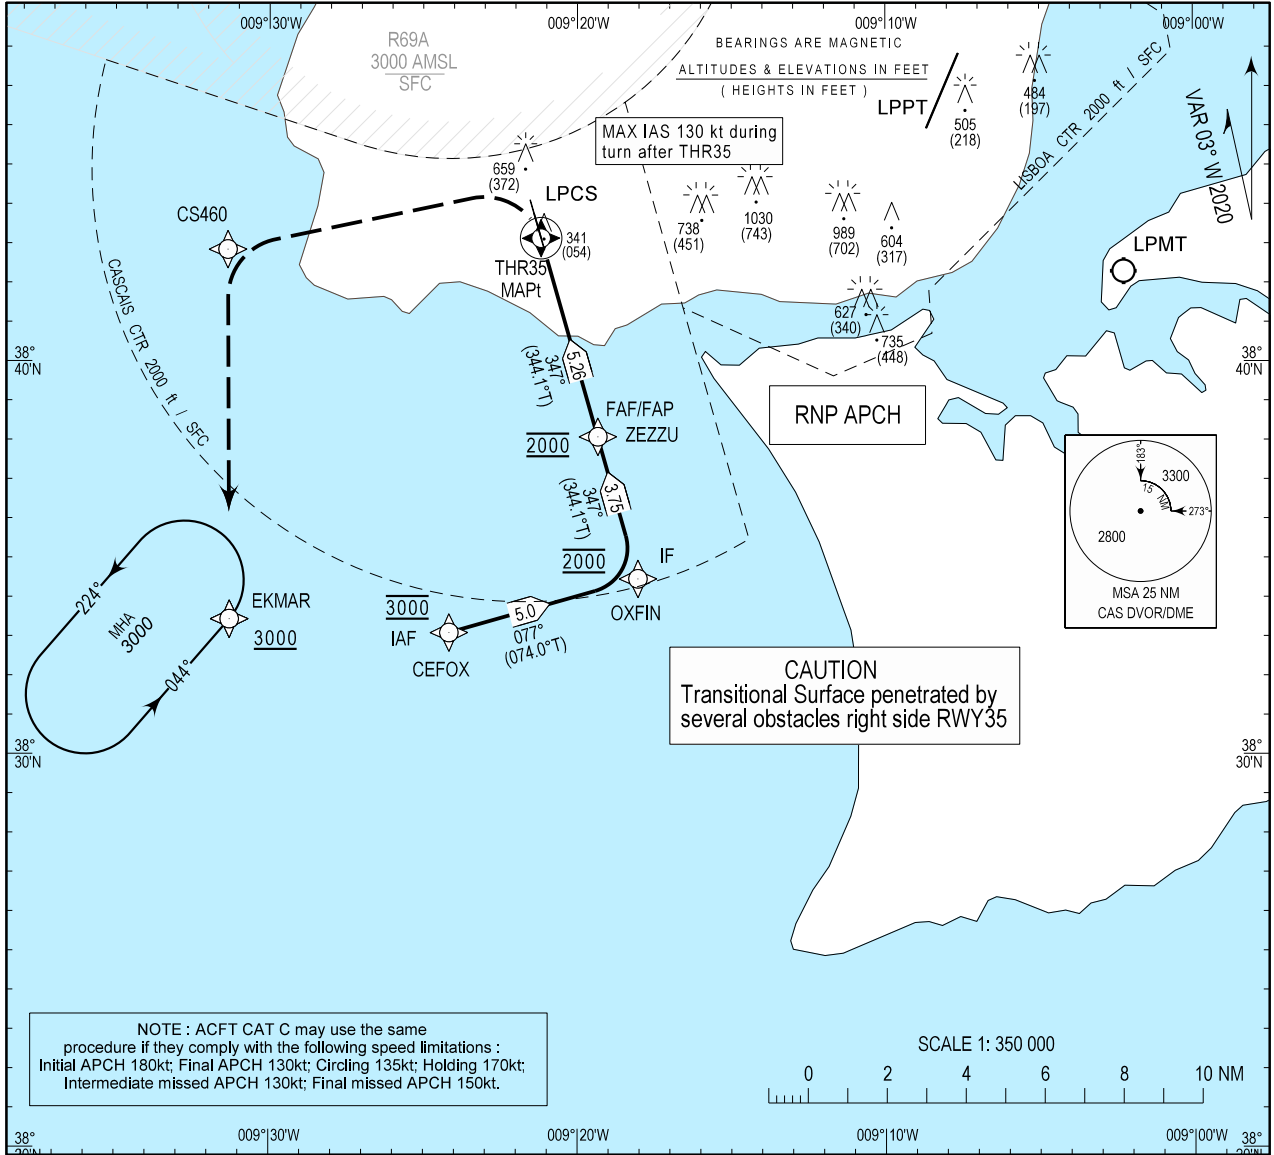 009°30'W
009°20'W
009°10'W
009°00'W
R69A
3000 AMSL
SFC
BEARINGS ARE MAGNETIC
ALTITUDES & ELEVATIONS IN FEET
( HEIGHTS IN FEET )
LPPT
505
(218)
484
(197)
LISBOA CTR 2000 ft / SFC
VAR 03° W 2020
MAX IAS 130 kt during
turn after THR35
659
(372)
LPCS
CS460
341
(054)
THR35
MAPt
738
(451)
1030
(743)
989
(702)
604
(317)
LPMT
CASCAIS CTR 2000 ft / SFC
627
(340)
735
(448)
38°
40'N
38°
40'N
5.26
347°
(344.1°T)
RNP APCH
FAF/FAP
ZEZZU
2000
3.75
347°
(344.1°T)
183°
3300
15 NM
273°
2800
MSA 25 NM
CAS DVOR/DME
2000
IF
OXFIN
3000
IAF
CEFOX
5.0
077°
(074.0°T)
224°
MHA
3000
044°
EKMAR
3000
CAUTION
Transitional Surface penetrated by
several obstacles right side RWY35
38°
30'N
38°
30'N
NOTE : ACFT CAT C may use the same
procedure if they comply with the following speed limitations :
Initial APCH 180kt; Final APCH 130kt; Circling 135kt; Holding 170kt;
Intermediate missed APCH 130kt; Final missed APCH 150kt.
SCALE 1: 350 000
0 2 4 6 8 10 NM
009°30'W
009°20'W
009°10'W
009°00'W
38°
38°